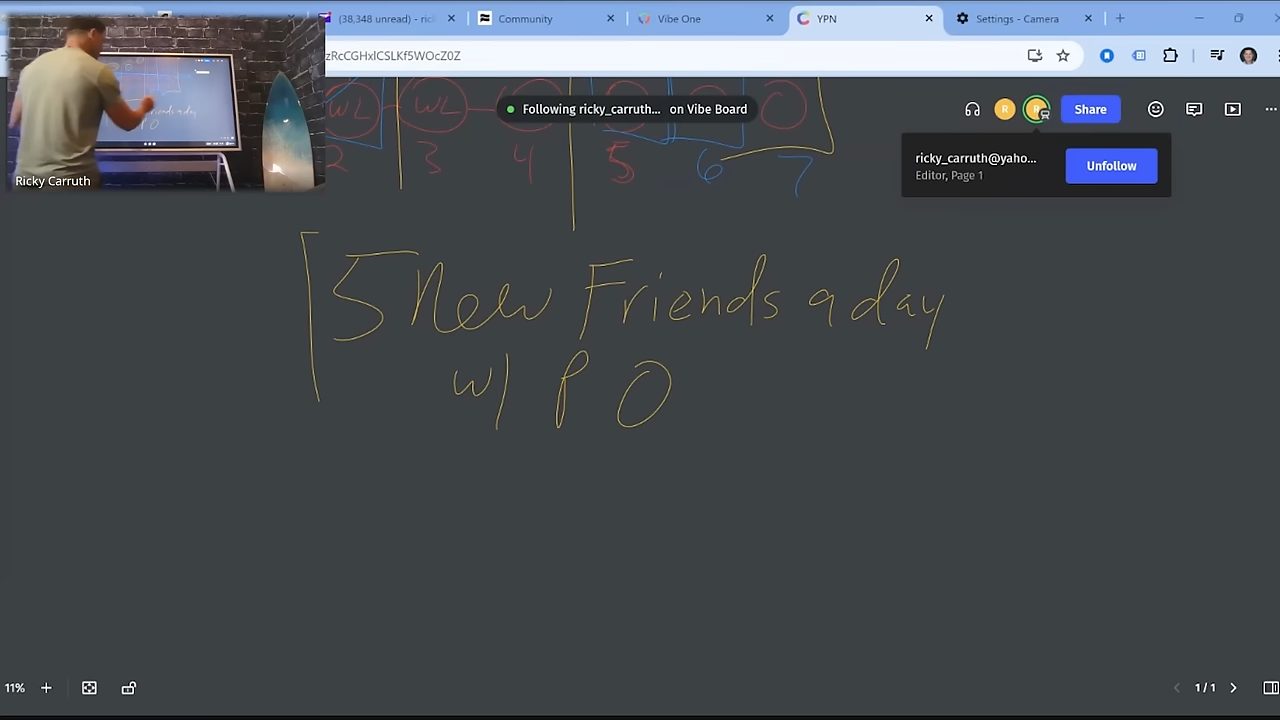 (38,348 unread) - rick
Community
Vibe One
YPN
Settings - Camera
zRcCGHxlCSLKf5WOcZ0Z
WL WL
Following ricky_carruth... on Vibe Board
R
R
Share
2 3 4 5 6 7
ricky_carruth@yaho...
Editor, Page 1
Unfollow
Ricky Carruth
5 New Friends a day
w/ P O
11%
1 / 1